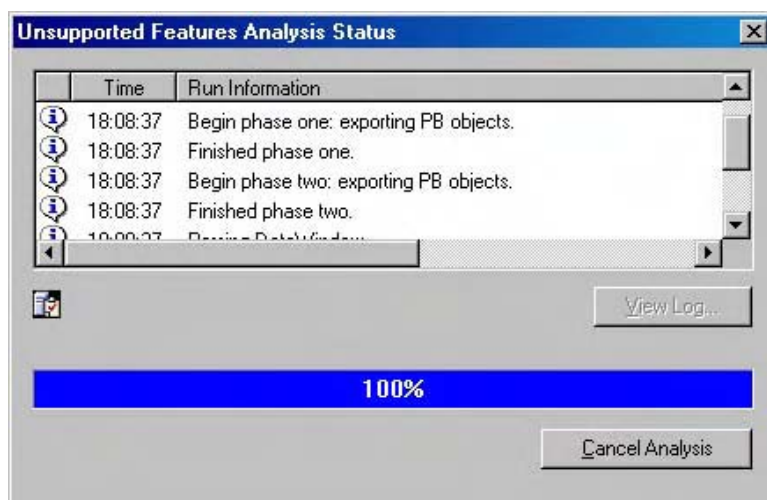 Unsupported Features Analysis Status
Time Run Information
18:08:37 Begin phase one: exporting PB objects.
18:08:37 Finished phase one.
18:08:37 Begin phase two: exporting PB objects.
18:08:37 Finished phase two.
View Log...
100%
Cancel Analysis